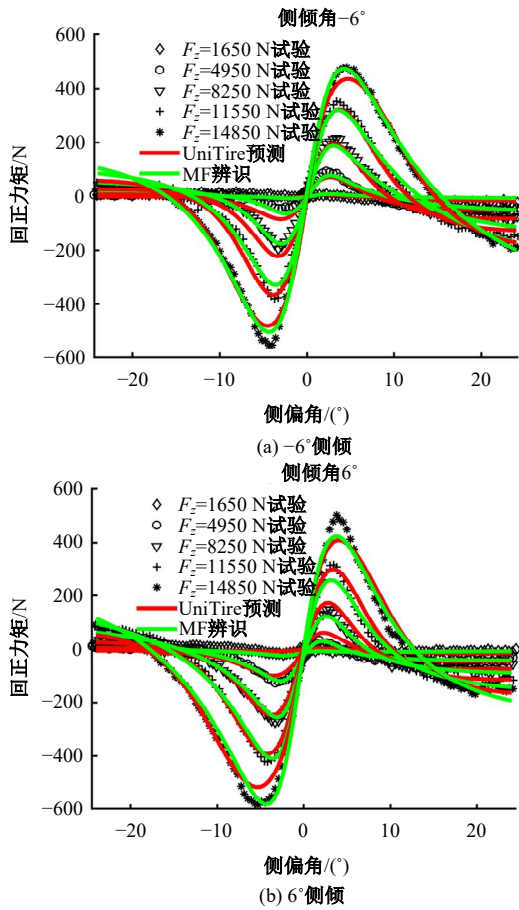 侧倾角−6°
Fz=1650 N试验
Fz=4950 N试验
Fz=8250 N试验
Fz=11550 N试验
Fz=14850 N试验
UniTire预测
MF辨识
600
400
200
0
−200
−400
−600
回正力矩/N
−20
−10
0
10
20
侧偏角/(°)
(a) −6°侧倾
侧倾角6°
Fz=1650 N试验
Fz=4950 N试验
Fz=8250 N试验
Fz=11550 N试验
Fz=14850 N试验
UniTire预测
MF辨识
600
400
200
0
−200
−400
−600
回正力矩/N
−20
−10
0
10
20
侧偏角/(°)
(b) 6°侧倾